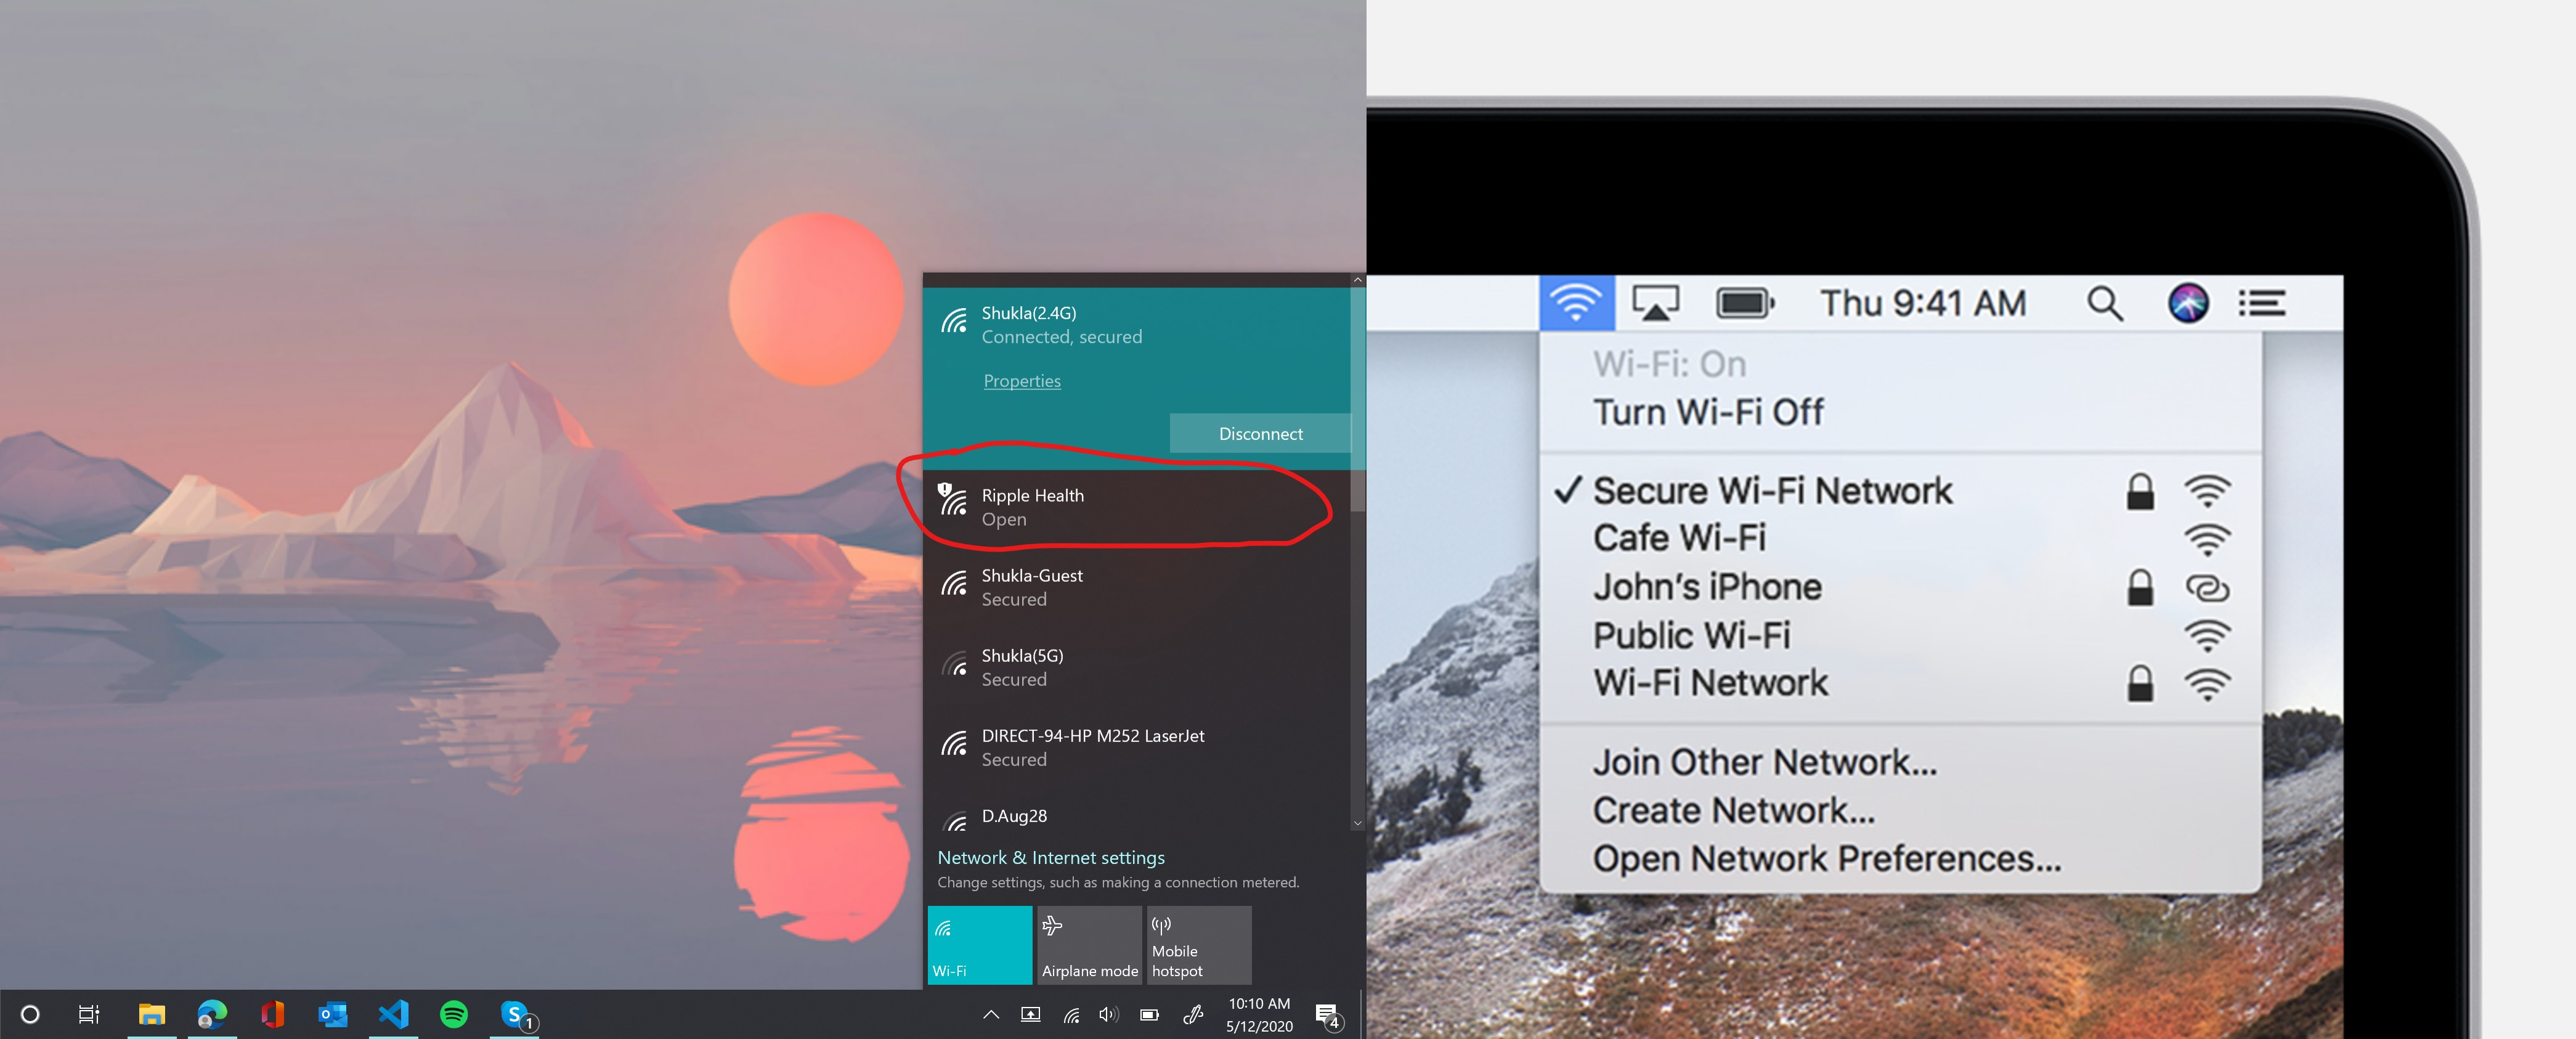 Shukla(2.4G)
Connected, secured
Properties
Disconnect
Ripple Health
Open
Shukla-Guest
Secured
Shukla(5G)
Secured
DIRECT-94-HP M252 LaserJet
Secured
D.Aug28
Network & Internet settings
Change settings, such as making a connection metered.
Wi-Fi
Airplane mode
Mobile
hotspot
1
10:10 AM
5/12/2020
4
Thu 9:41 AM
Wi-Fi: On
Turn Wi-Fi Off
✓ Secure Wi-Fi Network
Cafe Wi-Fi
John's iPhone
Public Wi-Fi
Wi-Fi Network
Join Other Network...
Create Network...
Open Network Preferences...